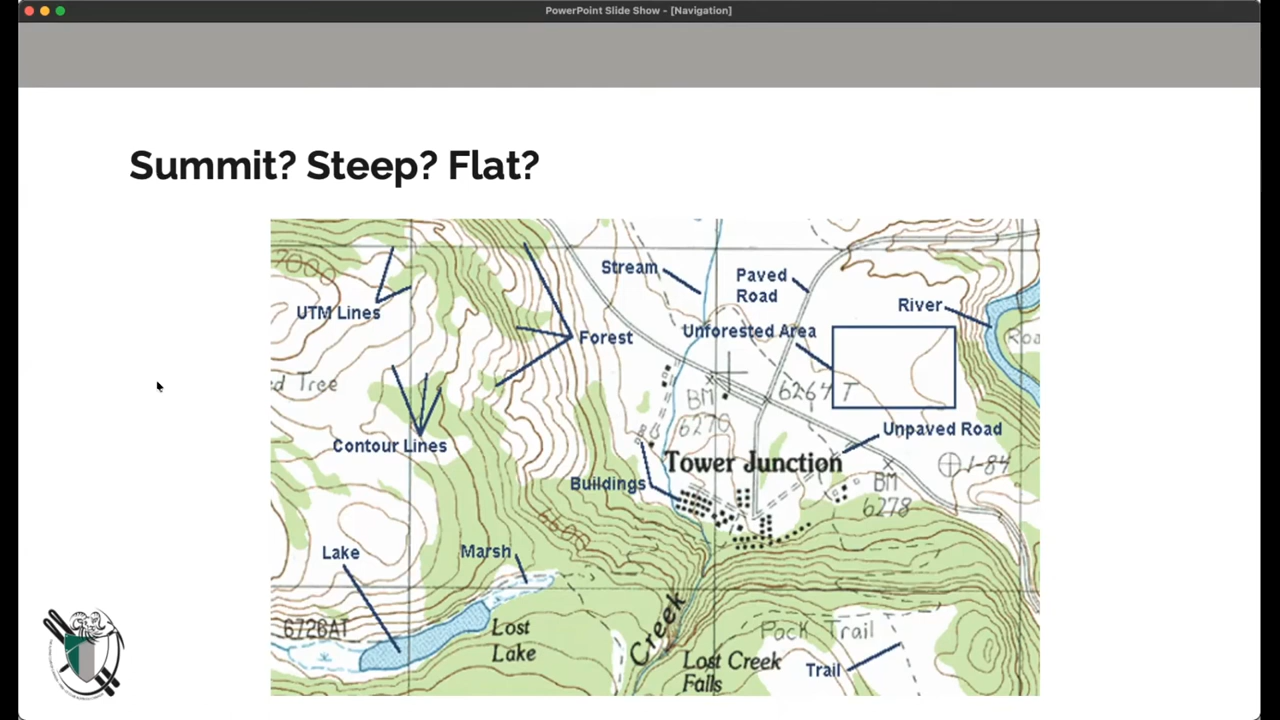 PowerPoint Slide Show - [Navigation]
Summit? Steep? Flat?
7000
UTM Lines
Stream
Paved
Road
River
Unforested Area
Forest
d Tree
BM
6270
6264 T
Contour Lines
Unpaved Road
Tower Junction
Buildings
1-84
BM
6278
6600
Lake
Marsh
6726AT
Lost
Lake
Creek
Pack Trail
Lost Creek
Falls
Trail